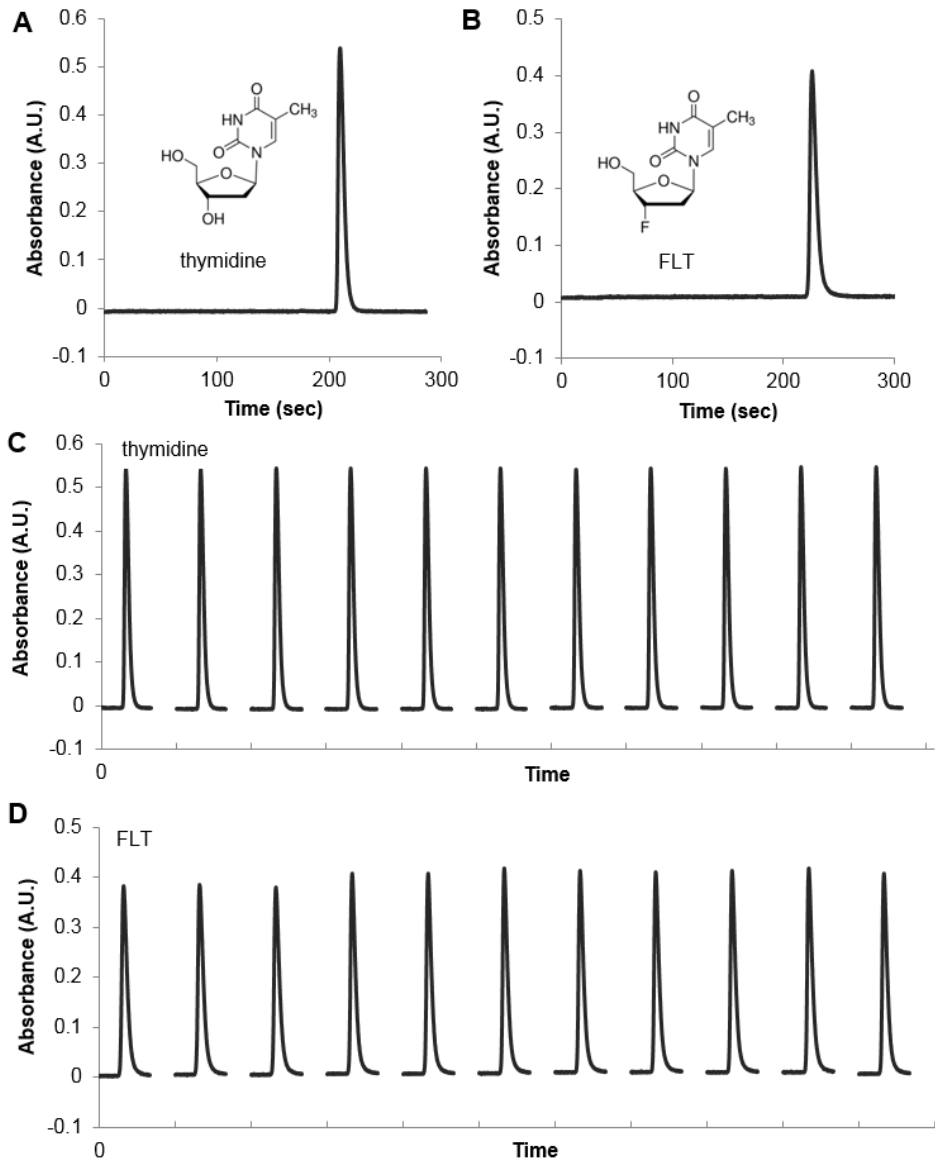 A
Absorbance (A.U.)
0.6
0.5
0.4
0.3
0.2
0.1
0
-0.1
O
HN
CH3
O
N
HO
O
OH
thymidine
0 100 200 300
Time (sec)
B
Absorbance (A.U.)
0.5
0.4
0.3
0.2
0.1
0
-0.1
O
HN
CH3
O
N
HO
O
F
FLT
0 100 200 300
Time (sec)
C
thymidine
Absorbance (A.U.)
0.6
0.5
0.4
0.3
0.2
0.1
0
-0.1
0
Time
D
FLT
Absorbance (A.U.)
0.5
0.4
0.3
0.2
0.1
0
-0.1
0
Time